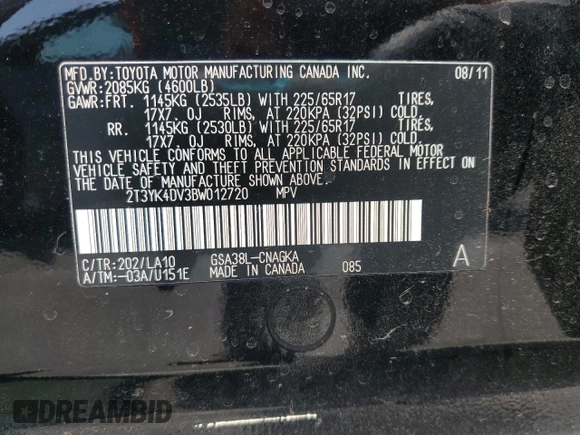 MFD.BY:TOYOTA MOTOR MANUFACTURING CANADA INC. 08/11
GVWR:2085KG (4600LB)
GAWR:FRT. 1145KG (2535LB) WITH 225/65R17 TIRES,
17X7. 0J RIMS, AT 220KPA (32PSI) COLD.
RR. 1145KG (2530LB) WITH 225/65R17 TIRES,
17X7. 0J RIMS, AT 220KPA (32PSI) COLD.
THIS VEHICLE CONFORMS TO ALL APPLICABLE FEDERAL MOTOR
VEHICLE SAFETY AND THEFT PREVENTION STANDARDS IN EFFECT ON
THE DATE OF MANUFACTURE SHOWN ABOVE.
2T3YK4DV3BW012720 MPV
C/TR:202/LA10 GSA38L-CNAGKA
A/TM:-03A/U151E MADE IN CANADA 085 A
DREAMBID